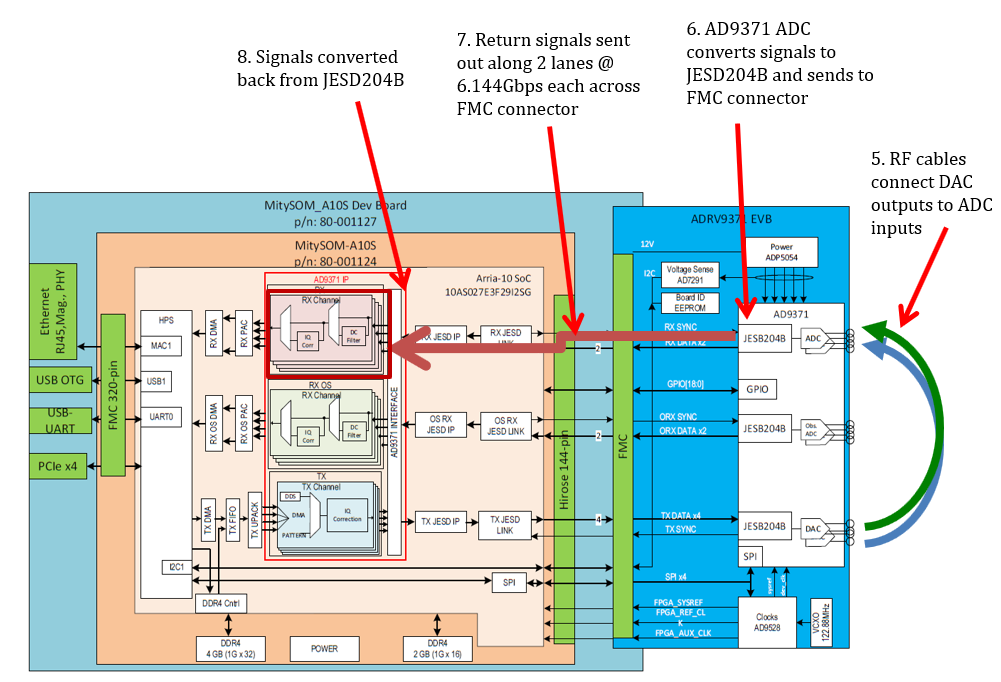 8. Signals converted
back from JESD204B
7. Return signals sent
out along 2 lanes @
6.144Gbps each across
FMC connector
6. AD9371 ADC
converts signals to
JESD204B and sends to
FMC connector
5. RF cables
connect DAC
outputs to ADC
inputs
MitySOM_A10S Dev Board
p/n: 80-001127
MitySOM-A10S
p/n: 80-001124
Arria-10 SoC
10AS027E3F29I2SG
Ethernet
RJ45,Mag., PHY
USB OTG
USB-
UART
PCIe x4
FMC 320-pin
HPS
MAC1
USB1
UART0
I2C1
RX DMA
RX PAC
RX OS DMA
RX OS PAC
TX DMA
TX FIFO
TX UPACK
AD9371 IP
RX
RX Channel
IQ
Corr
DC
Filter
RX OS
RX Channel
IQ
Corr
DC
Filter
TX
TX Channel
DDS
DMA
PATTERN
IQ
Correction
AD9371 INTERFACE
RX JESD IP
RX JESD
LINK
OS RX
JESD IP
OS RX
JESD LINK
TX JESD IP
TX JESD
LINK
SPI
DDR4 Cntrl
DDR4
4 GB (1G x 32)
POWER
DDR4
2 GB (1G x 16)
Hirose 144-pin
FMC
2
2
4
ADRV9371 EVB
12V
I2C
Power
ADP5054
Voltage Sense
AD7291
Board ID
EEPROM
AD9371
RX SYNC
RX DATA x2
JESB204B
ADC
GPIO[18:0]
GPIO
ORX SYNC
ORX DATA x2
JESB204B
Obs.
ADC
TX DATA x4
TX SYNC
JESB204B
DAC
SPI
SPI x4
sysref
dev_clk
FPGA_SYSREF
FPGA_REF_CL
K
FPGA_AUX_CLK
Clocks
AD9528
VCXO
122.88MHz